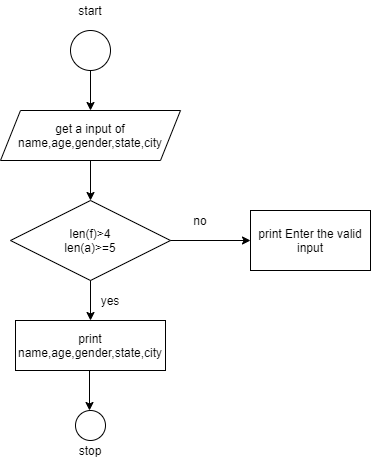 start
get a input of
name,age,gender,state,city
len(f)>4
len(a)>=5
no
print Enter the valid
input
yes
print
name,age,gender,state,city
stop